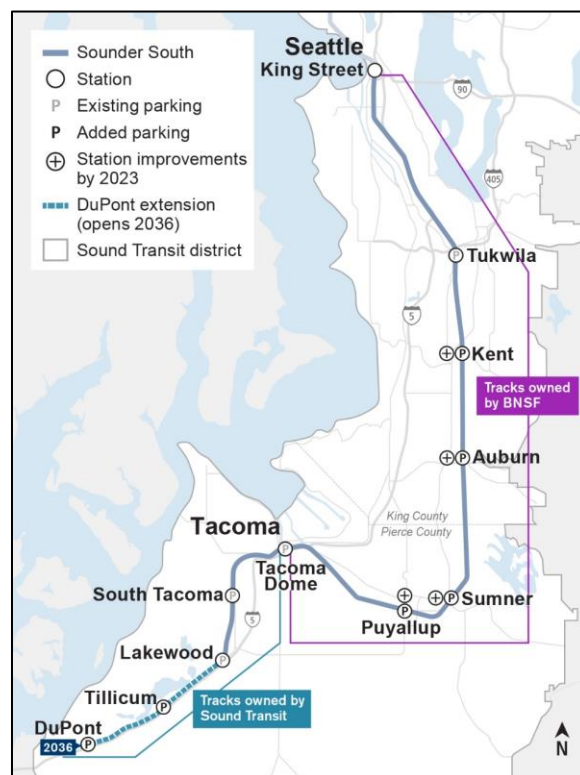 Sounder South
Station
P Existing parking
P Added parking
Station improvements
by 2023
DuPont extension
(opens 2036)
Sound Transit district
Seattle
King Street
90
405
P Tukwila
5
P Kent
Tracks owned
by BNSF
P Auburn
King County
Pierce County
Tacoma
P
Tacoma
Dome
South Tacoma P
P Sumner
P
Puyallup
5
Lakewood P
Tillicum P
Tracks owned by
Sound Transit
DuPont
2036 P
N